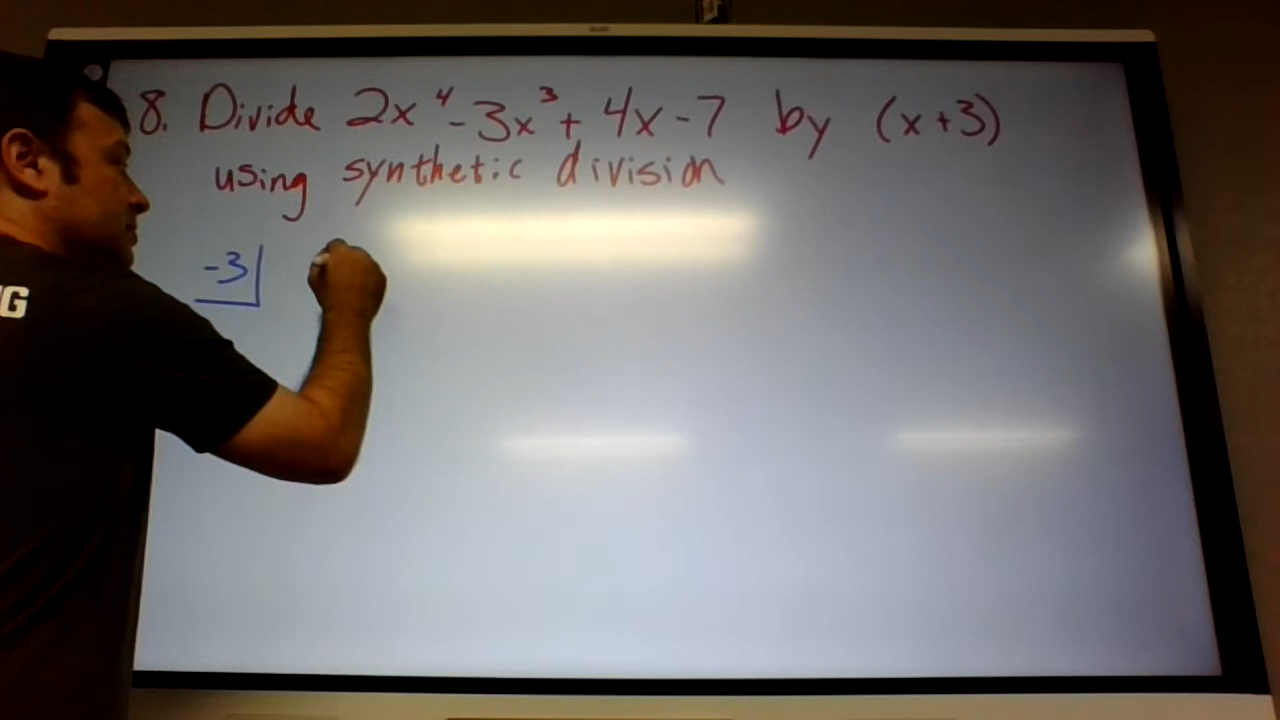 8. Divide 2x⁴-3x³+4x-7 by (x+3)
using synthetic division
-3
G